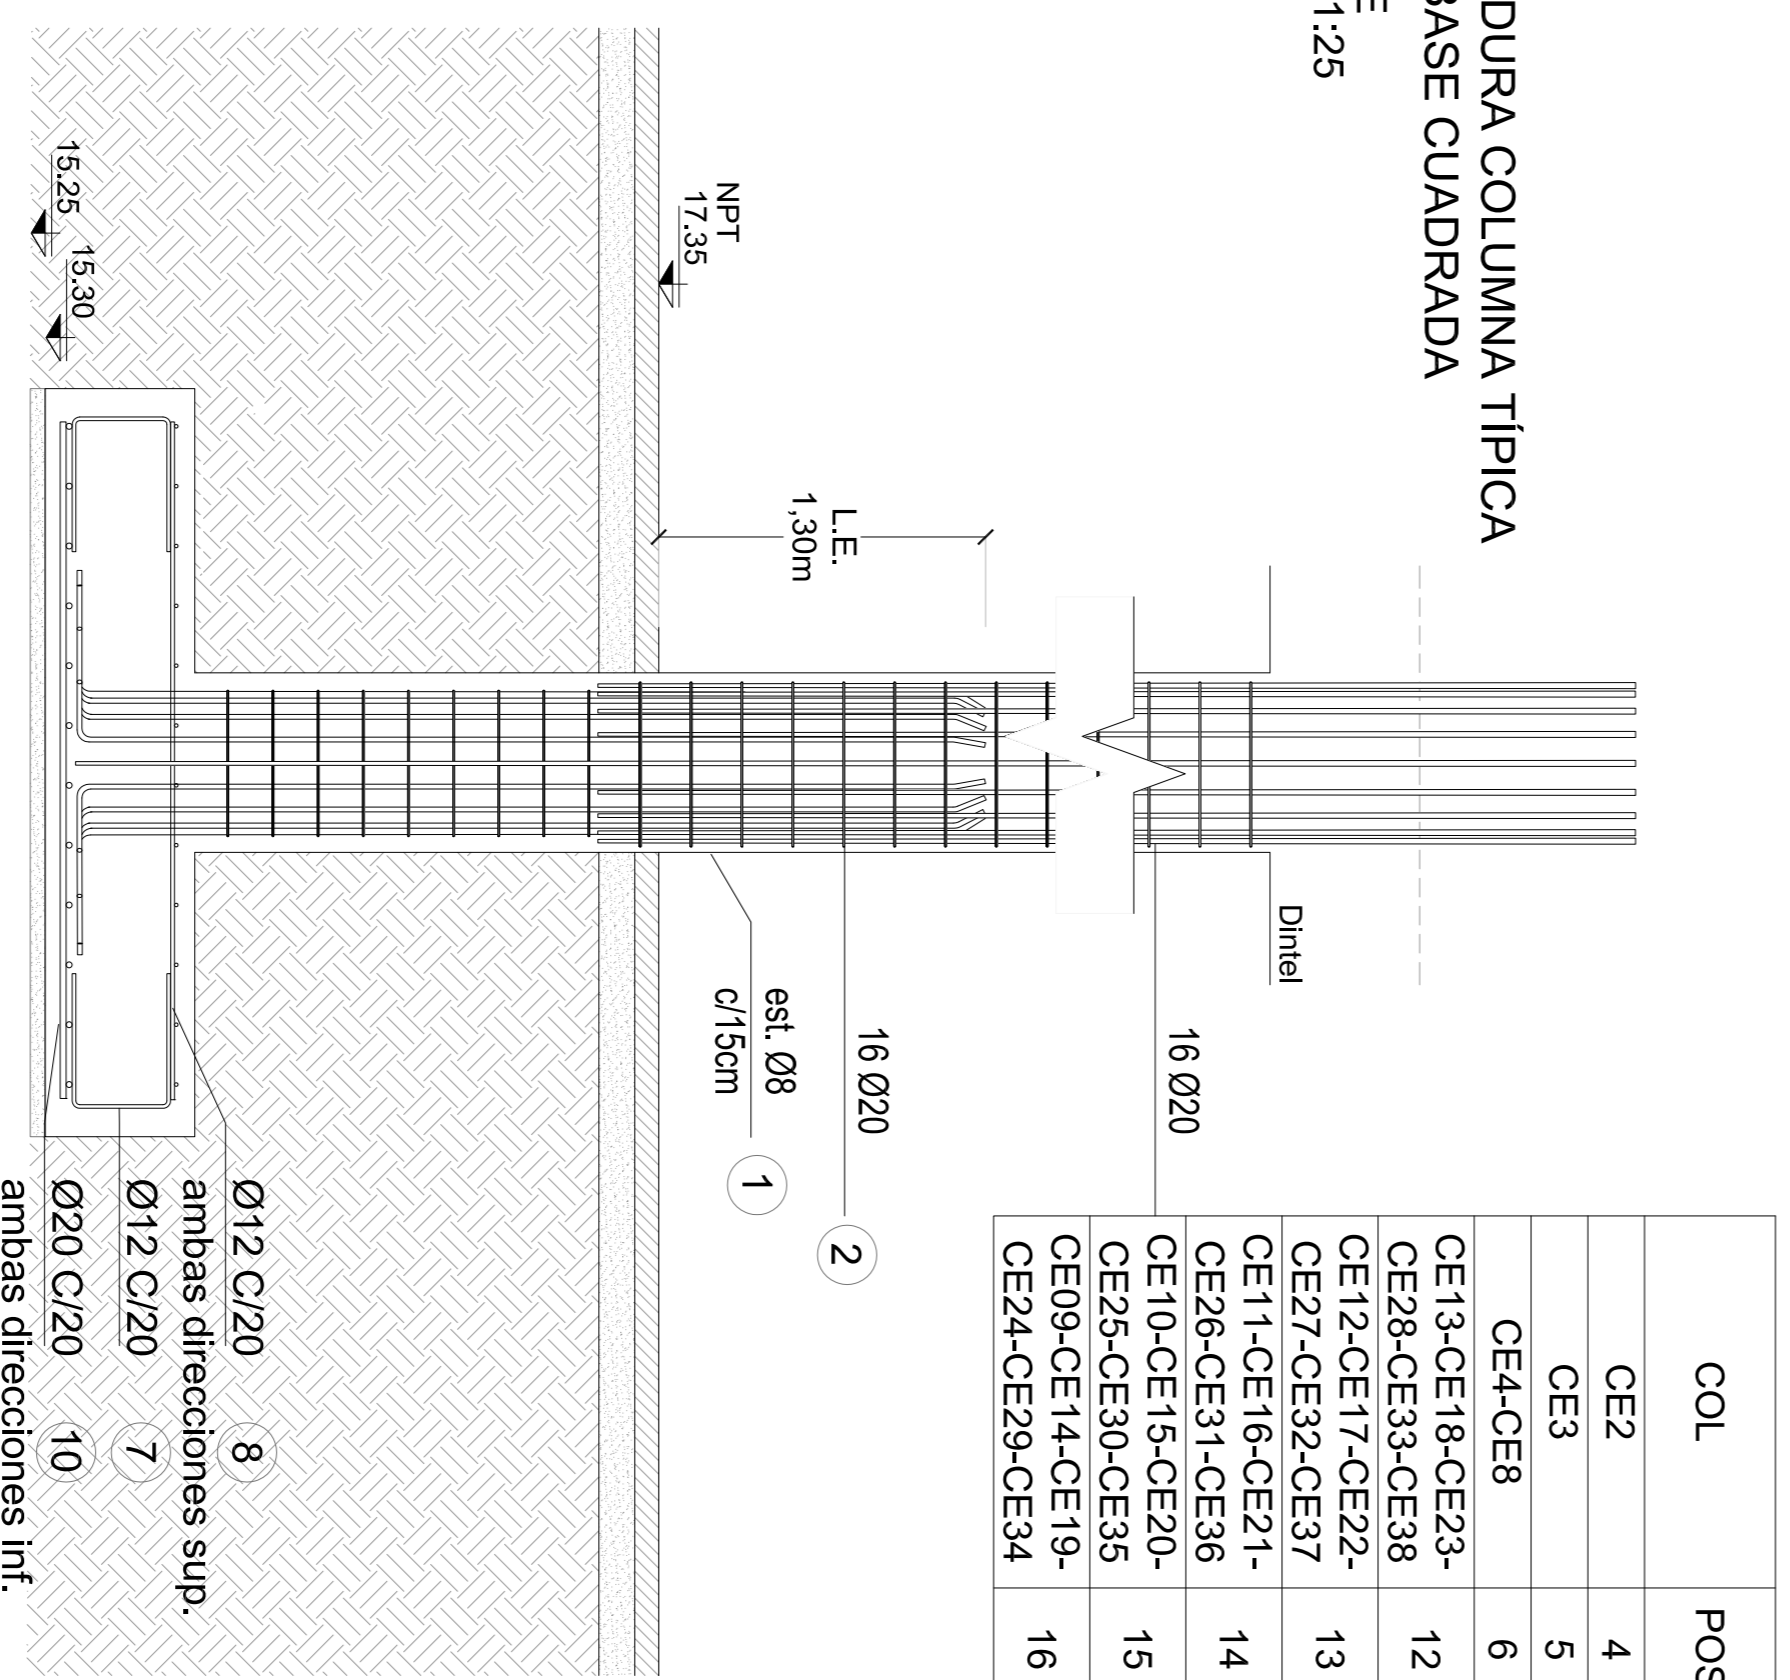 DURA COLUMNA TÍPICA
BASE CUADRADA
E
1:25
COL
POS
CE2
4
CE3
5
CE4-CE8
6
CE13-CE18-CE23-
CE28-CE33-CE38
12
CE12-CE17-CE22-
CE27-CE32-CE37
13
CE11-CE16-CE21-
CE26-CE31-CE36
14
CE10-CE15-CE20-
CE25-CE30-CE35
15
CE09-CE14-CE19-
CE24-CE29-CE34
16
Dintel
16 Ø20
16 Ø20
2
L.E.
1,30m
est. Ø8
c/15cm
1
NPT
17.35
15.30
15.25
Ø12 C/20
8
ambas direcciones sup.
Ø12 C/20
7
Ø20 C/20
10
ambas direcciones inf.